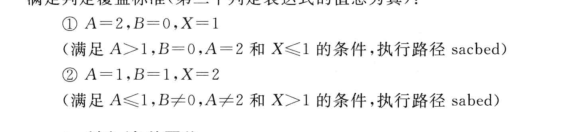 满足判定覆盖标准(第二个判定表达式的值总为真):
① A=2,B=0,X=1
(满足 A>1,B=0,A=2 和 X≤1 的条件,执行路径 sacbed)
② A=1,B=1,X=2
(满足 A≤1,B≠0,A≠2 和 X>1 的条件,执行路径 sabed)